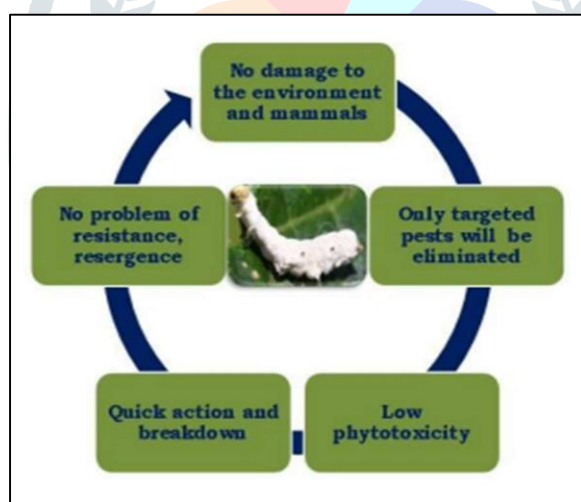 No damage to
the environment
and mammals
Only targeted
pests will be
eliminated
Low
phytotoxicity
Quick action and
breakdown
No problem of
resistance,
resergence